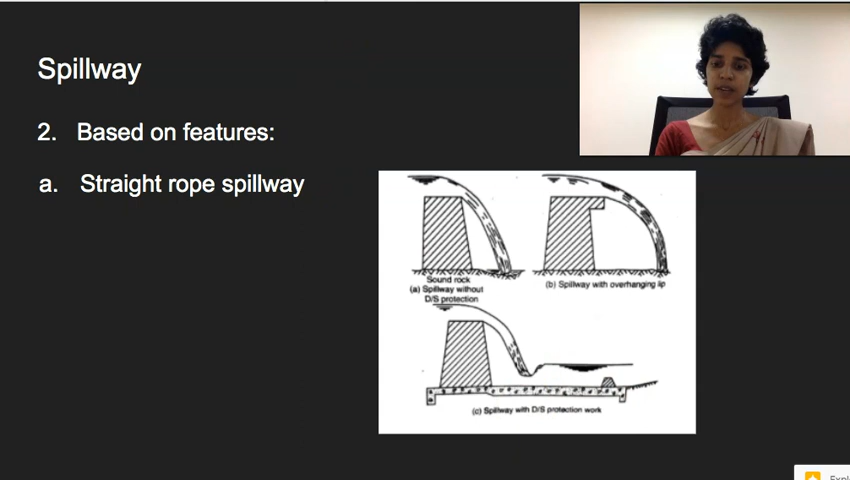 Spillway
2. Based on features:
a. Straight rope spillway
Sound rock
(a) Spillway without
D/S protection
(b) Spillway with overhanging lip
(c) Spillway with D/S protection work